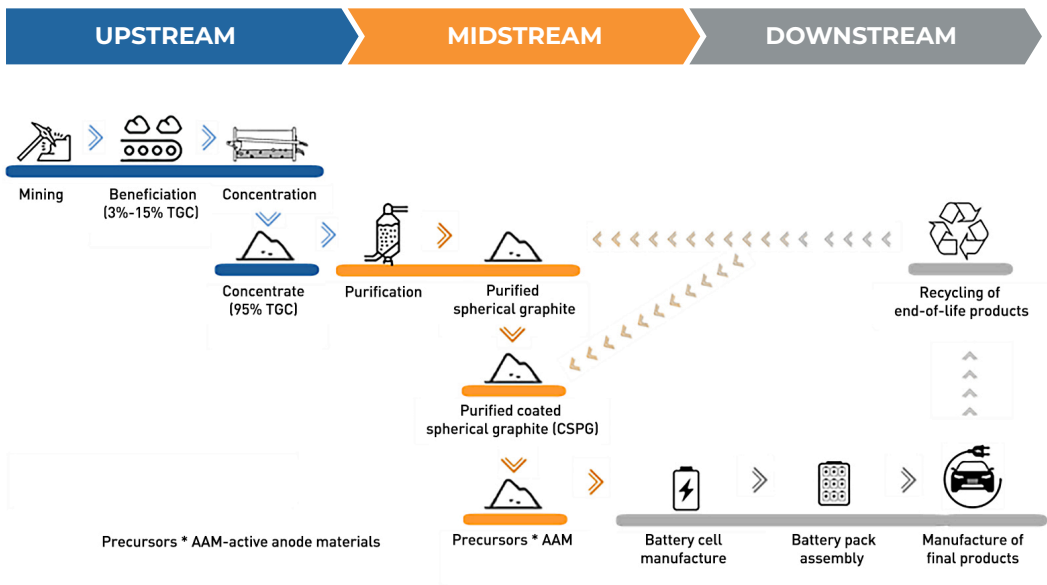 UPSTREAM
MIDSTREAM
DOWNSTREAM
Mining
Beneficiation
(3%-15% TGC)
Concentration
Concentrate
(95% TGC)
Purification
Purified
spherical graphite
Recycling of
end-of-life products
Purified coated
spherical graphite (CSPG)
Precursors * AAM-active anode materials
Precursors * AAM
Battery cell
manufacture
Battery pack
assembly
Manufacture of
final products